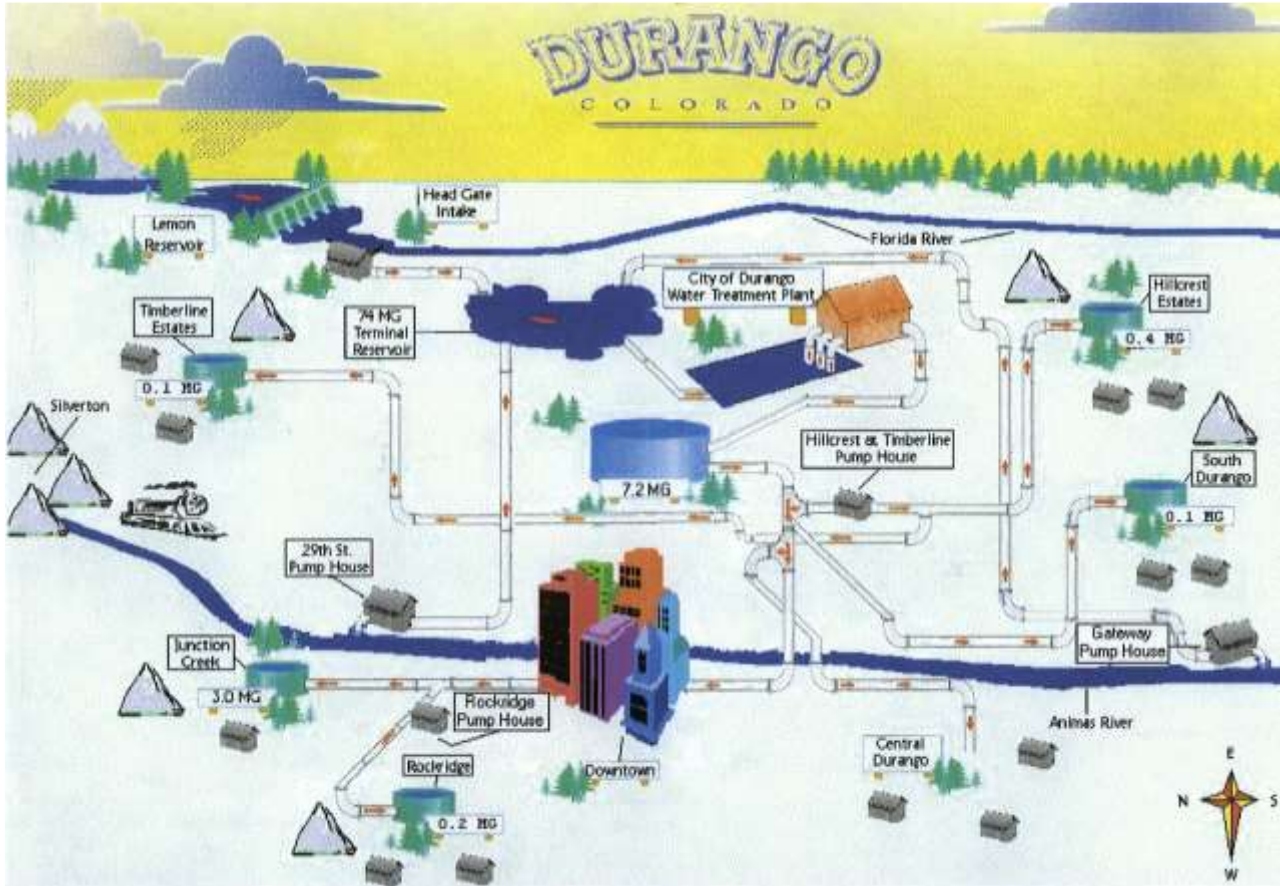 DURANGO
COLORADO
Head Gate
Intake
Lemon
Reservoir
Florida River
City of Durango
Water Treatment Plant
Hillcrest
Estates
Timberline
Estates
74 MG
Terminal
Reservoir
0.4 MG
0.1 MG
Silverton
Hillcrest at Timberline
Pump House
South
Durango
7.2 MG
0.1 MG
29th St.
Pump House
Junction
Creek
Gateway
Pump House
3.0 MG
Rockridge
Pump House
Animas River
Central
Durango
Rockridge
Downtown
0.2 MG
E
N
S
W